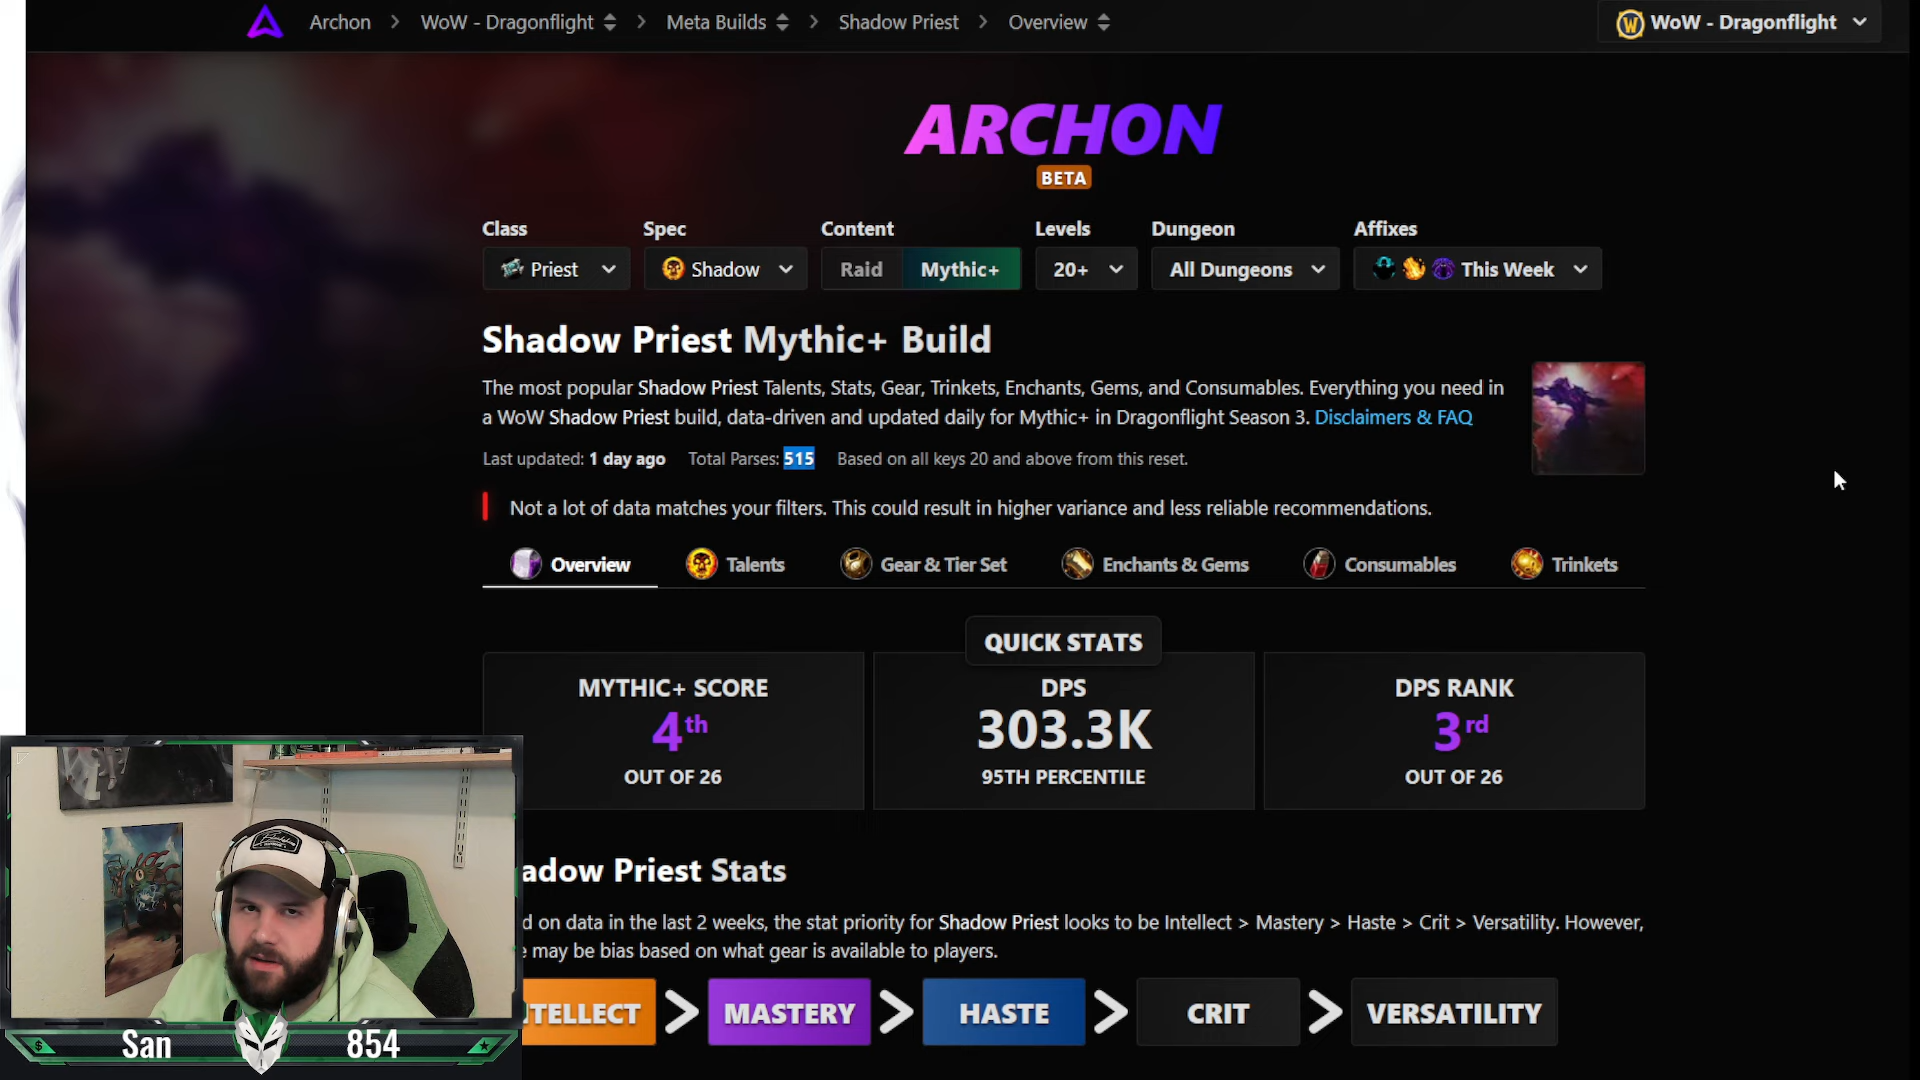 Archon > WoW - Dragonflight > Meta Builds > Shadow Priest > Overview
WoW - Dragonflight
ARCHON
BETA
Class Spec Content Levels Dungeon Affixes
Priest Shadow Raid Mythic+ 20+ All Dungeons This Week
Shadow Priest Mythic+ Build
The most popular Shadow Priest Talents, Stats, Gear, Trinkets, Enchants, Gems, and Consumables. Everything you need in
a WoW Shadow Priest build, data-driven and updated daily for Mythic+ in Dragonflight Season 3. Disclaimers & FAQ
Last updated: 1 day ago Total Parses: 515 Based on all keys 20 and above from this reset.
Not a lot of data matches your filters. This could result in higher variance and less reliable recommendations.
Overview Talents Gear & Tier Set Enchants & Gems Consumables Trinkets
QUICK STATS
MYTHIC+ SCORE
4th
OUT OF 26
DPS
303.3K
95TH PERCENTILE
DPS RANK
3rd
OUT OF 26
adow Priest Stats
d on data in the last 2 weeks, the stat priority for Shadow Priest looks to be Intellect > Mastery > Haste > Crit > Versatility. However,
e may be bias based on what gear is available to players.
NTELLECT > MASTERY > HASTE > CRIT > VERSATILITY
San 854